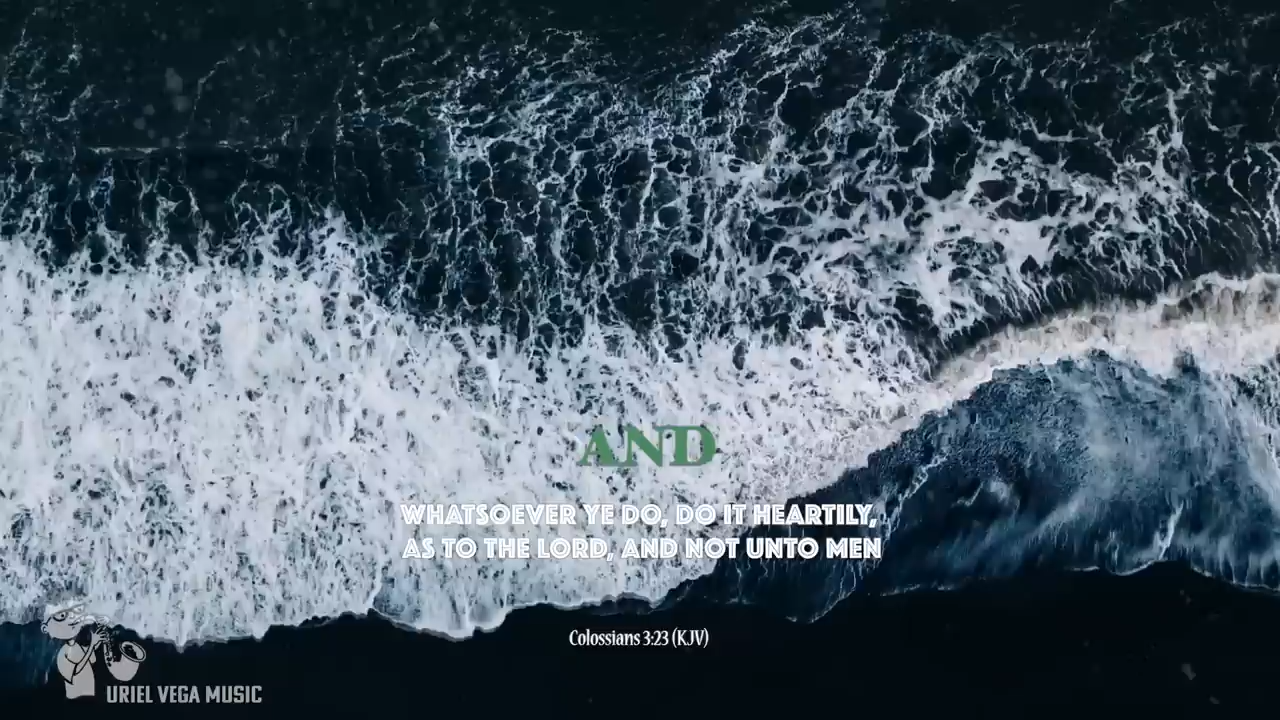 AND
WHATSOEVER YE DO, DO IT HEARTILY,
AS TO THE LORD, AND NOT UNTO MEN
Colossians 3:23 (KJV)
URIEL VEGA MUSIC